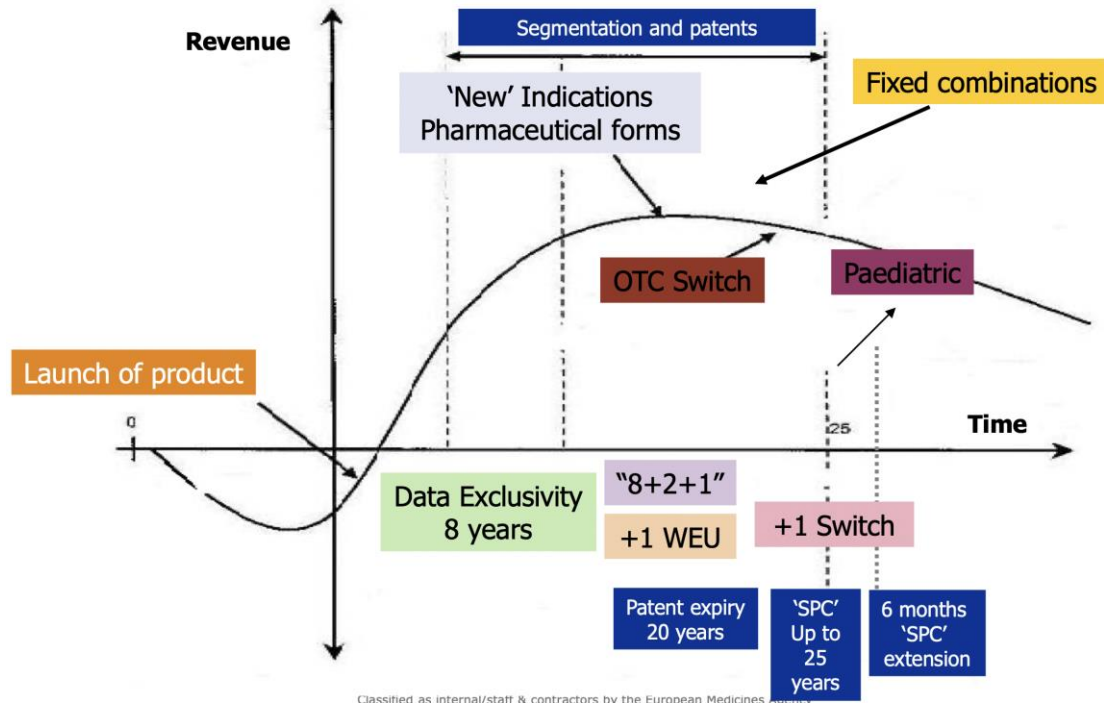 Segmentation and patents
Revenue
Fixed combinations
‘New’ Indications
Pharmaceutical forms
OTC Switch
Paediatric
Launch of product
0
25
Time
Data Exclusivity
8 years
“8+2+1”
+1 WEU
+1 Switch
Patent expiry
20 years
‘SPC’
Up to
25
years
6 months
‘SPC’
extension
Classified as internal/staff & contractors by the European Medicines Agency